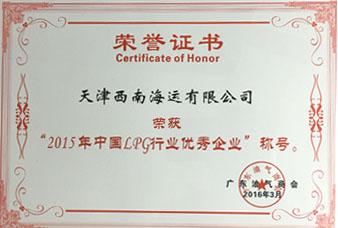 荣誉证书
Certificate of Honor
天津西南海运有限公司
荣获
“2015年中国LPG行业优秀企业”称号。
广东油气商会
2016年3月